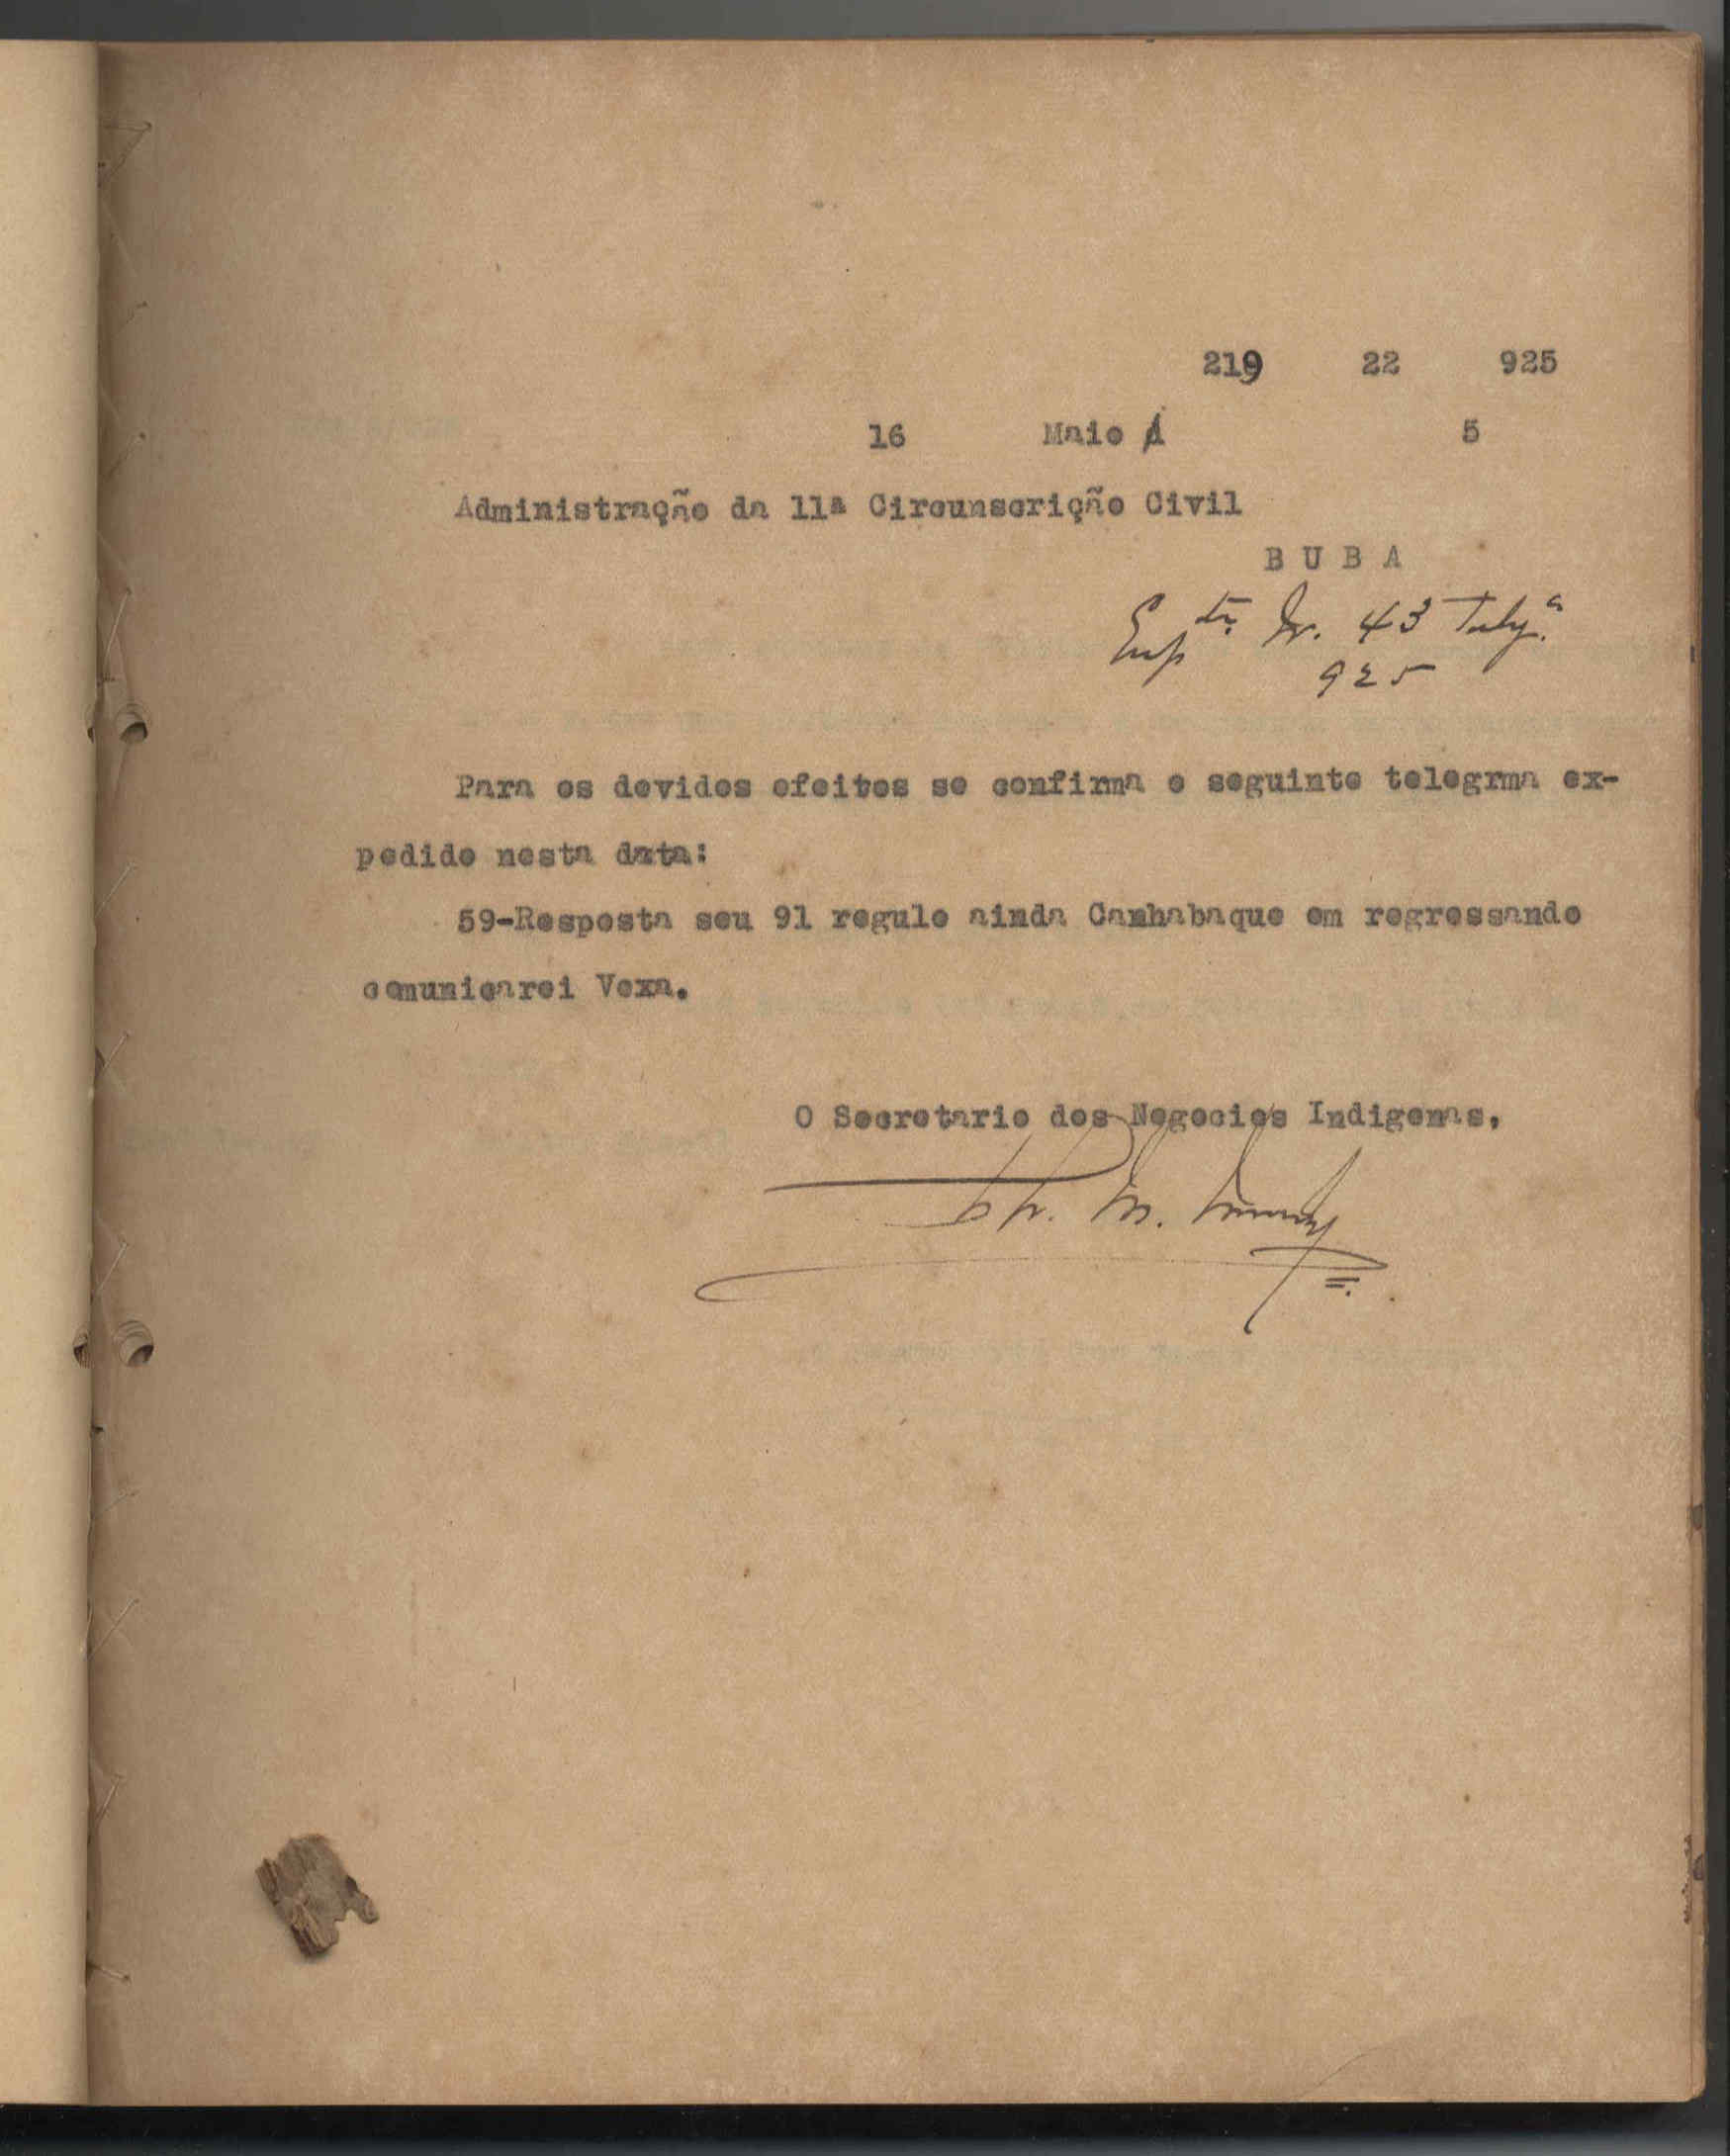 219 22 925
16 Maio 5
Administração da 11ª Circunscrição Civil
B U B A
43
925
Para os devidos efeitos se confirma o seguinte telegrma ex-
pedido nesta data:
59-Resposta seu 91 regulo ainda Canhabaque em regressando
comunicarei Vexa.
O Secretario dos Negocios Indigenas,